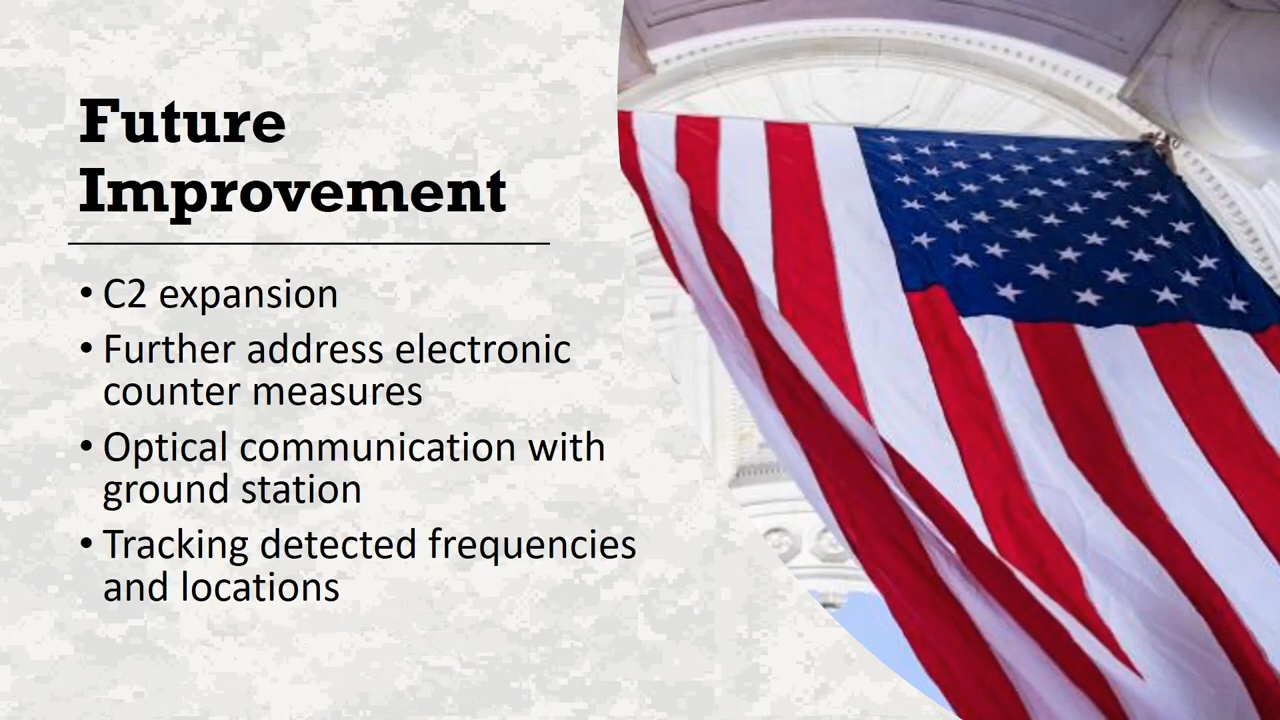 Future
Improvement
• C2 expansion
• Further address electronic
counter measures
• Optical communication with
ground station
• Tracking detected frequencies
and locations